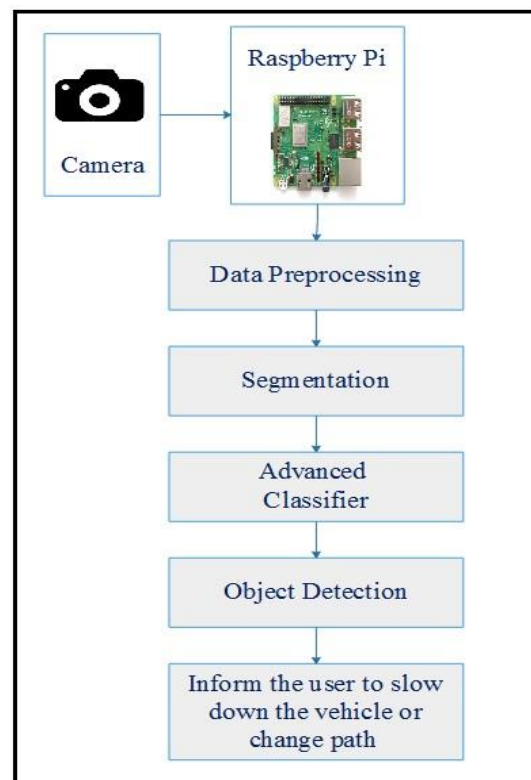 Camera
Raspberry Pi
Data Preprocessing
Segmentation
Advanced
Classifier
Object Detection
Inform the user to slow
down the vehicle or
change path